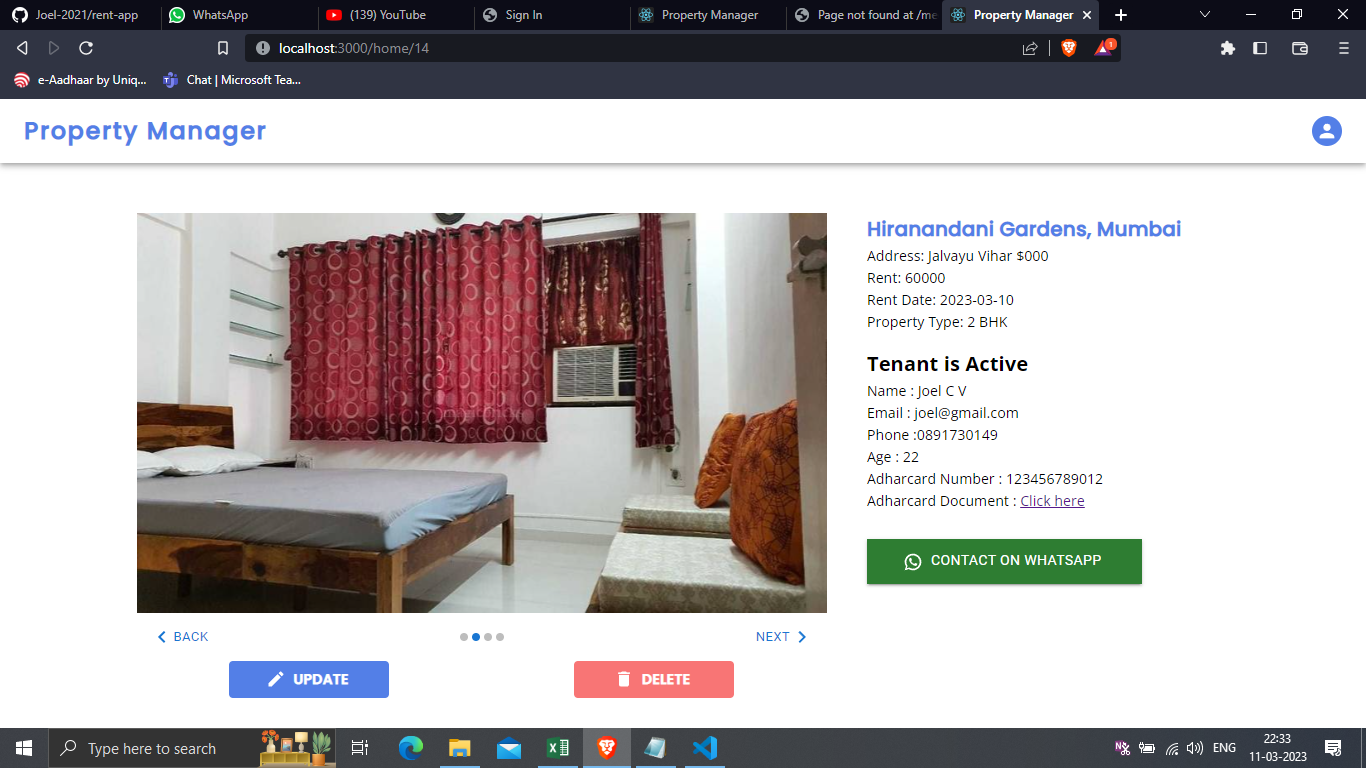 Joel-2021/rent-app
WhatsApp
(139) YouTube
Sign In
Property Manager
Page not found at /me
Property Manager
localhost:3000/home/14
1
e-Aadhaar by Uniq...
Chat | Microsoft Tea...
Property Manager
Hiranandani Gardens, Mumbai
Address: Jalvayu Vihar $000
Rent: 60000
Rent Date: 2023-03-10
Property Type: 2 BHK
Tenant is Active
Name : Joel C V
Email : joel@gmail.com
Phone :0891730149
Age : 22
Adharcard Number : 123456789012
Adharcard Document : Click here
CONTACT ON WHATSAPP
BACK
NEXT
UPDATE
DELETE
Type here to search
ENG
22:33
11-03-2023